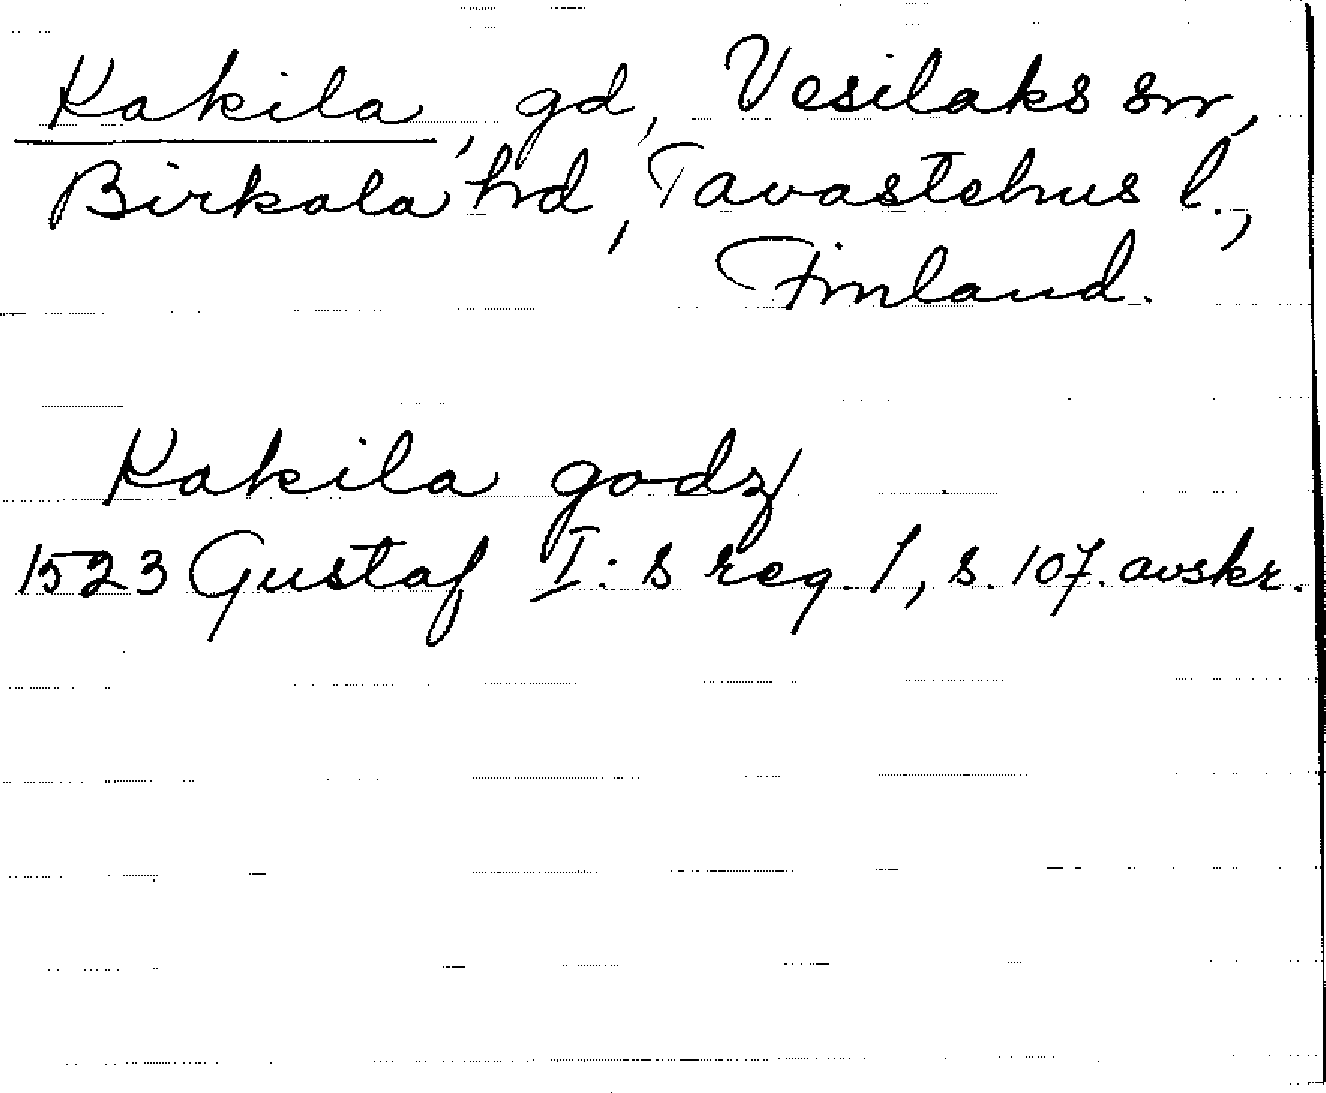 Kakila, gd, Vesilaks sn,
Birkala hd, Tavastehus l.,
Finland.
Kakila godz
1523 Gustaf I:s reg. 1, s. 107. avskr.